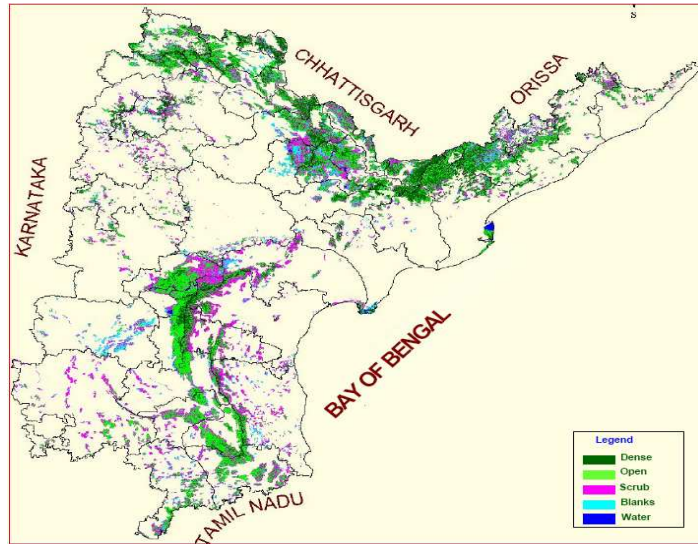 S
CHHATTISGARH
ORISSA
KARNATAKA
BAY OF BENGAL
TAMIL NADU
Legend
Dense
Open
Scrub
Blanks
Water